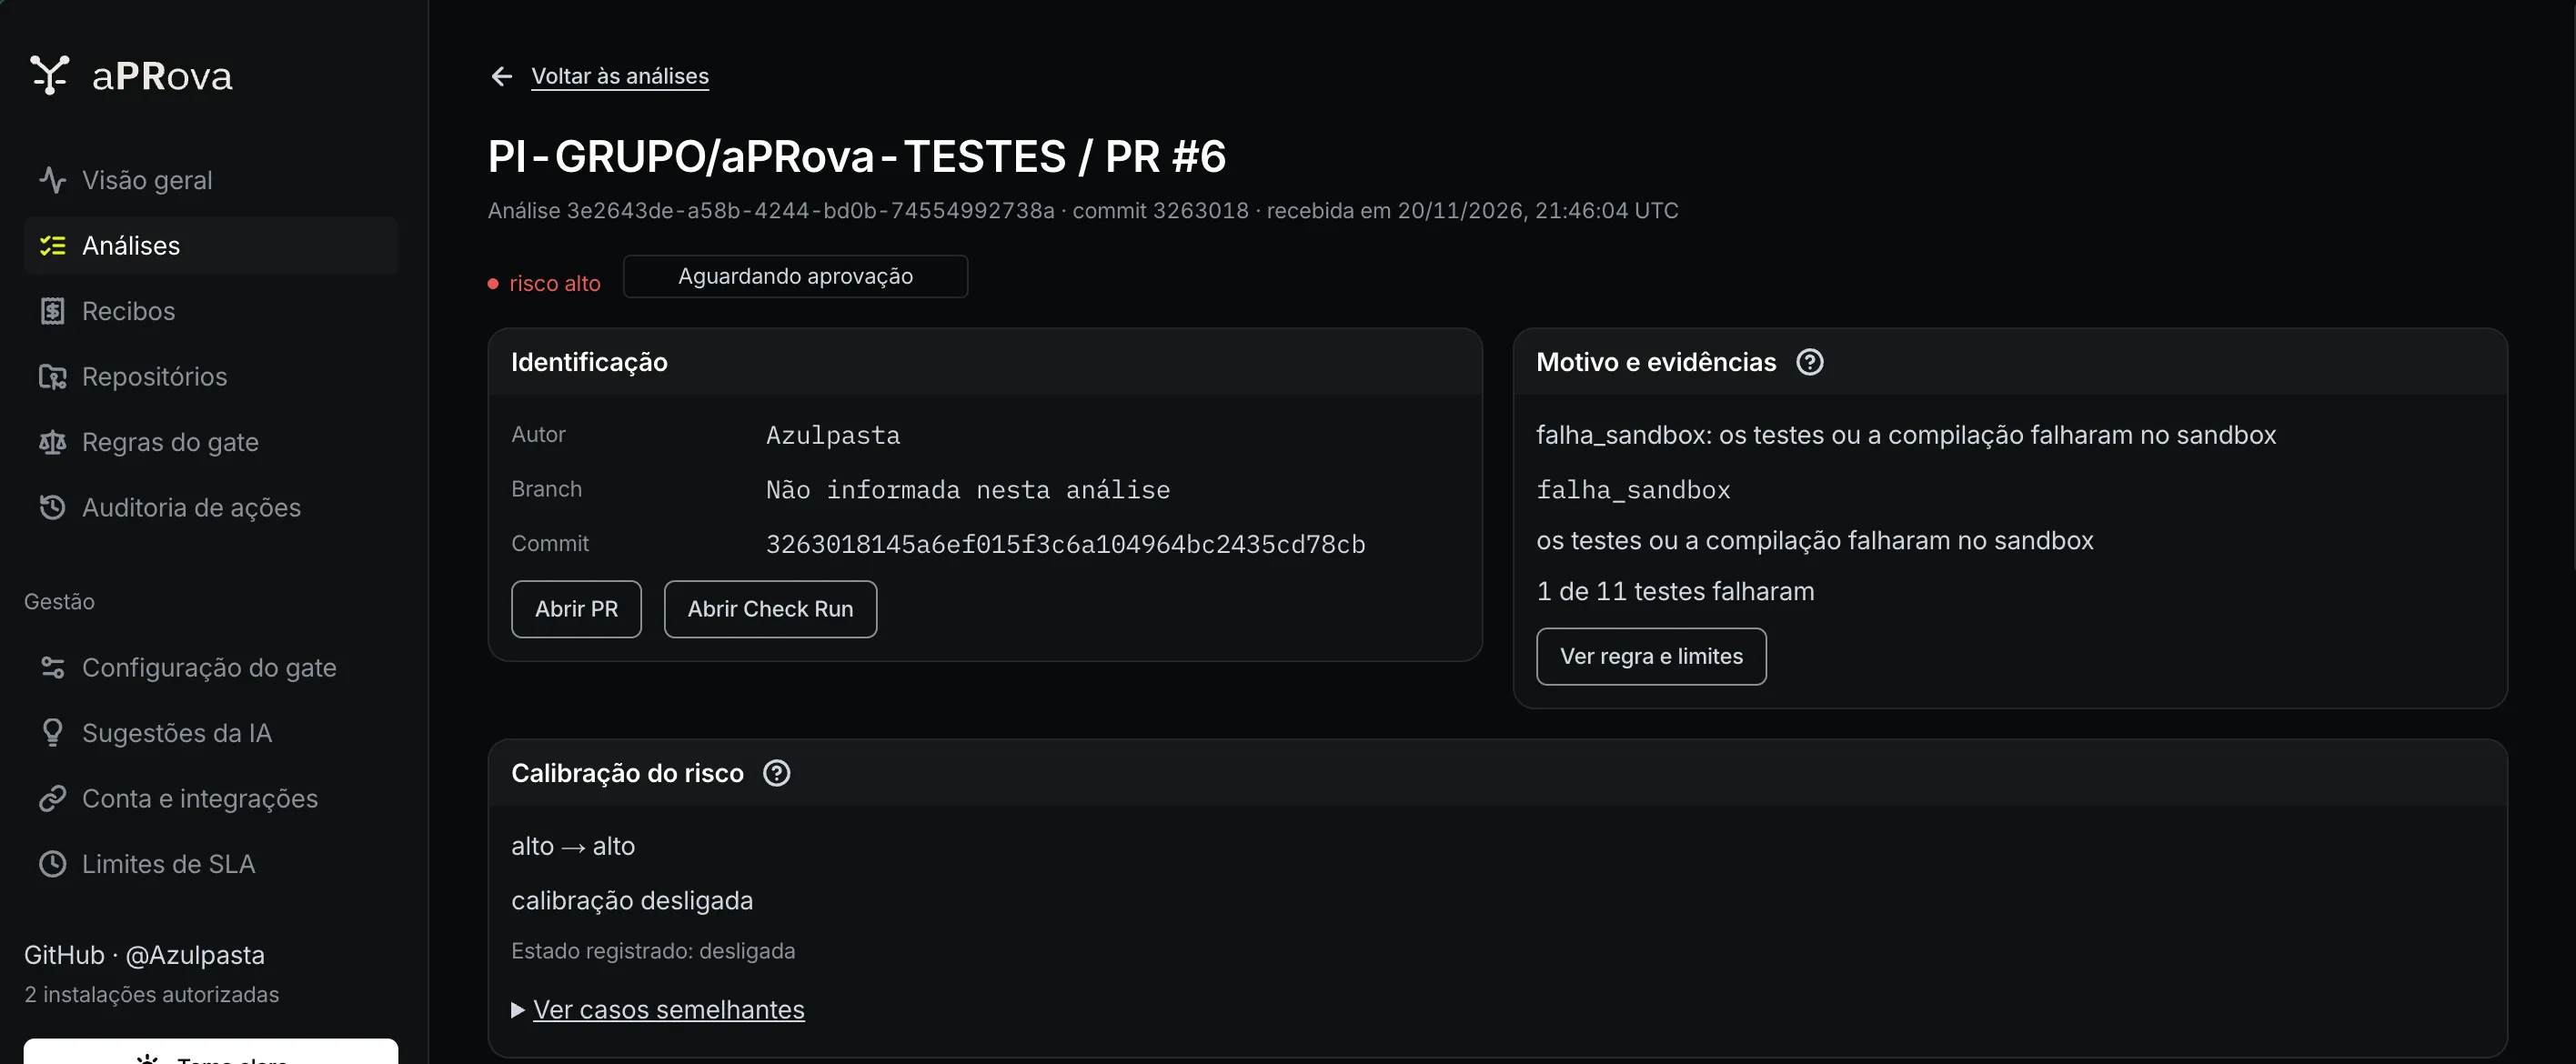 aPRova
Visão geral
Análises
Recibos
Repositórios
Regras do gate
Auditoria de ações
Gestão
Configuração do gate
Sugestões da IA
Conta e integrações
Limites de SLA
GitHub · @Azulpasta
2 instalações autorizadas
Voltar às análises
PI-GRUPO/aPRova-TESTES / PR #6
Análise 3e2643de-a58b-4244-bd0b-74554992738a · commit 3263018 · recebida em 20/11/2026, 21:46:04 UTC
risco alto
Aguardando aprovação
Identificação
Autor Azulpasta
Branch Não informada nesta análise
Commit 3263018145a6ef015f3c6a104964bc2435cd78cb
Abrir PR Abrir Check Run
Motivo e evidências
falha_sandbox: os testes ou a compilação falharam no sandbox
falha_sandbox
os testes ou a compilação falharam no sandbox
1 de 11 testes falharam
Ver regra e limites
Calibração do risco
alto → alto
calibração desligada
Estado registrado: desligada
Ver casos semelhantes